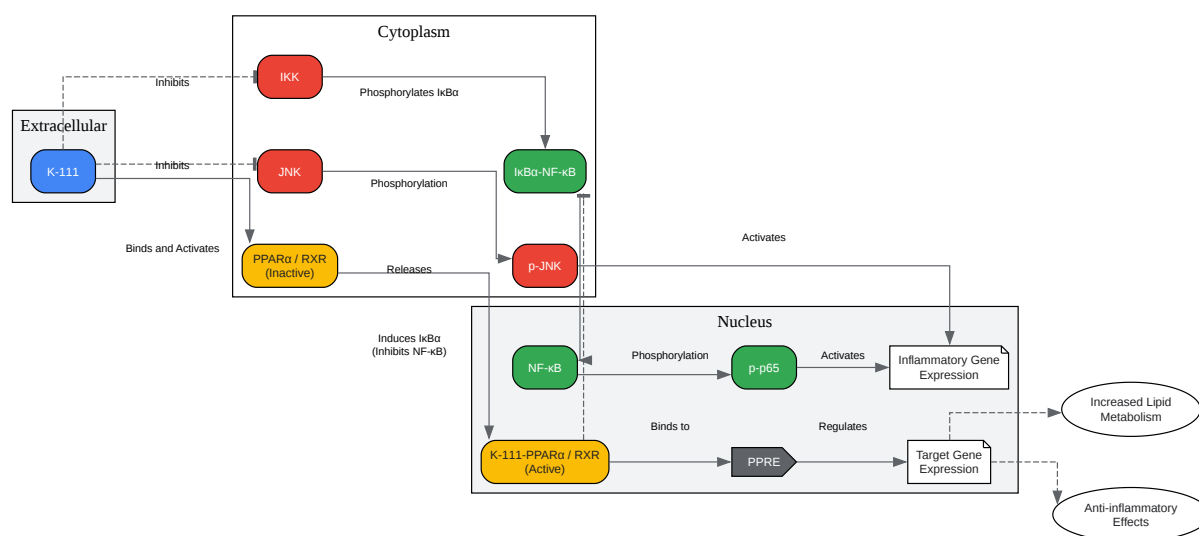 Cytoplasm
IKK
Inhibits
Phosphorylates IκBα
Extracellular
K-111
Inhibits
JNK
Phosphorylation
IκBα-NF-κB
Binds and Activates
PPARα / RXR
(Inactive)
Releases
p-JNK
Activates
Nucleus
Induces IκBα
(Inhibits NF-κB)
NF-κB
Phosphorylation
p-p65
Activates
Inflammatory Gene
Expression
Increased Lipid
Metabolism
K-111-PPARα / RXR
(Active)
Binds to
PPRE
Regulates
Target Gene
Expression
Anti-inflammatory
Effects